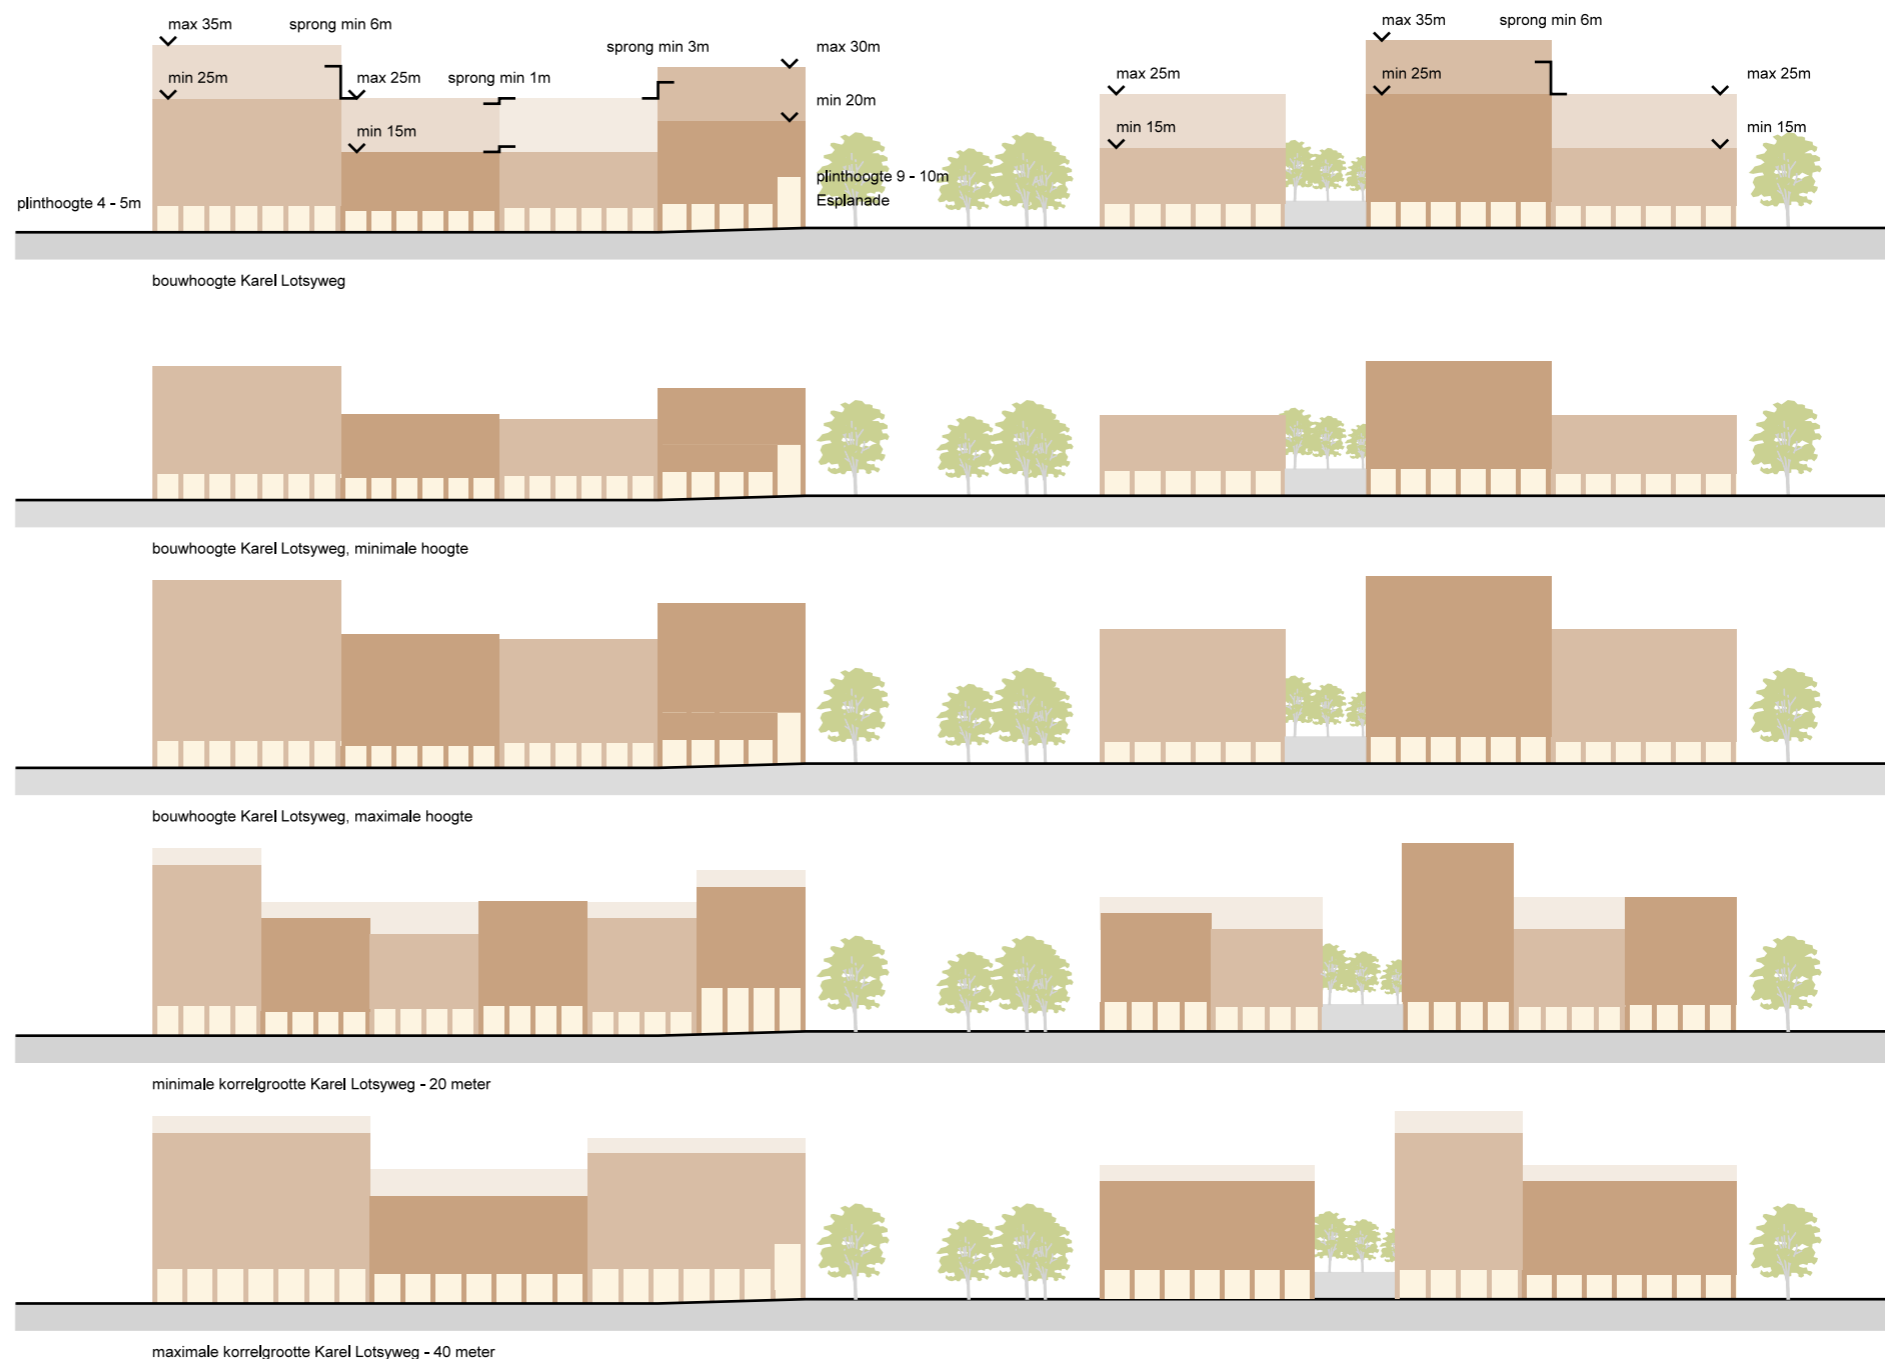 max 35m
sprong min 6m
sprong min 3m
max 30m
max 35m
sprong min 6m
min 25m
max 25m
sprong min 1m
max 25m
min 25m
max 25m
min 20m
min 15m
min 15m
min 15m
plinthoogte 4 - 5m
plinthoogte 9 - 10m
Esplanade
bouwhoogte Karel Lotsyweg
bouwhoogte Karel Lotsyweg, minimale hoogte
bouwhoogte Karel Lotsyweg, maximale hoogte
minimale korrelgrootte Karel Lotsyweg - 20 meter
maximale korrelgrootte Karel Lotsyweg - 40 meter